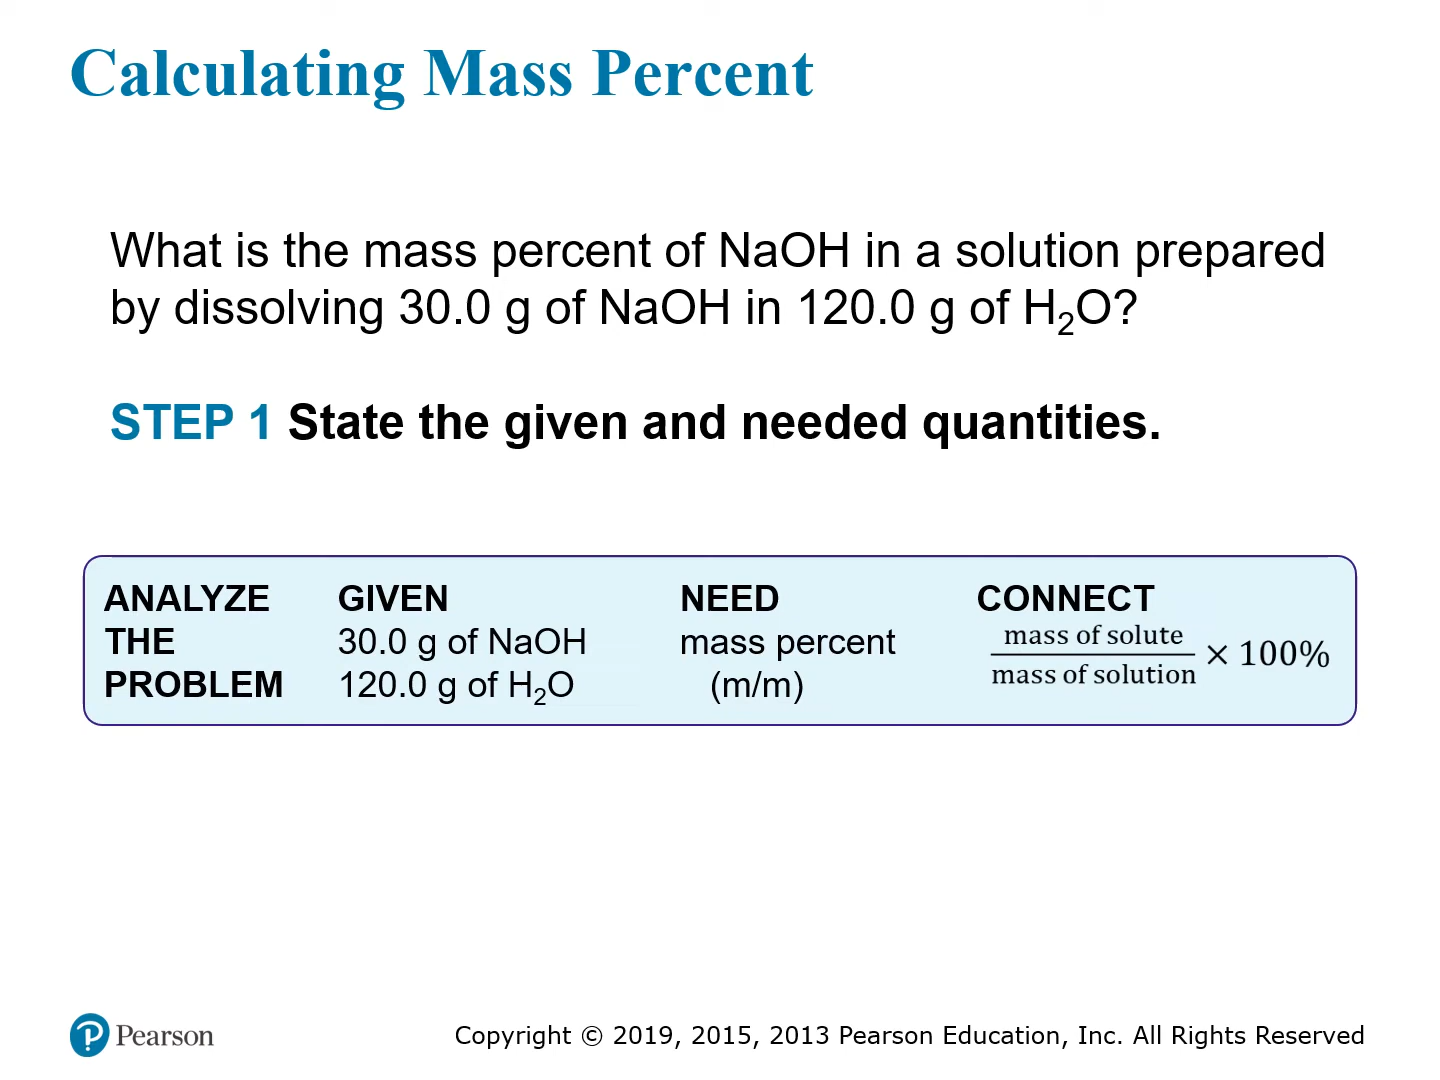 Calculating Mass Percent
What is the mass percent of NaOH in a solution prepared
by dissolving 30.0 g of NaOH in 120.0 g of H₂O?
STEP 1 State the given and needed quantities.
ANALYZE THE PROBLEM
GIVEN
30.0 g of NaOH
120.0 g of H₂O
NEED
mass percent
(m/m)
CONNECT
mass of solute
mass of solution
× 100%
Pearson
Copyright © 2019, 2015, 2013 Pearson Education, Inc. All Rights Reserved